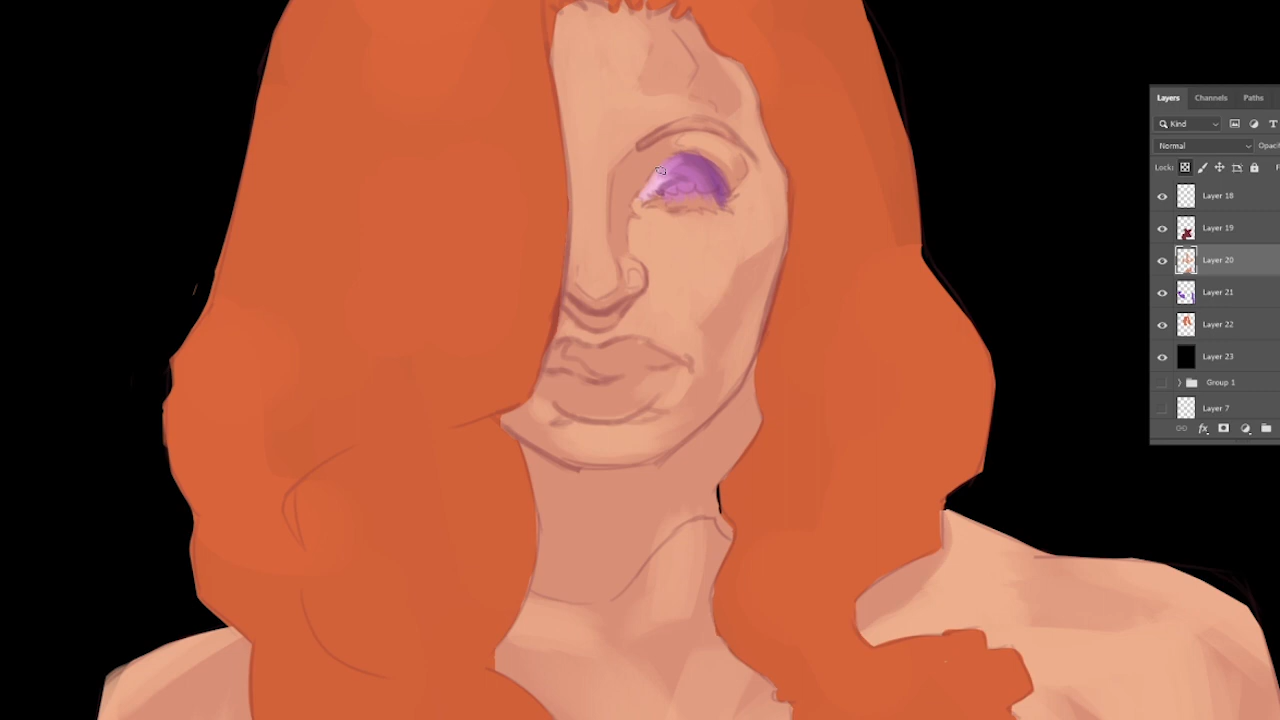 Layers Channels Paths
Kind
Normal
Lock:
Layer 18
Layer 19
Layer 20
Layer 21
Layer 22
Layer 23
Group 1
Layer 7
fx